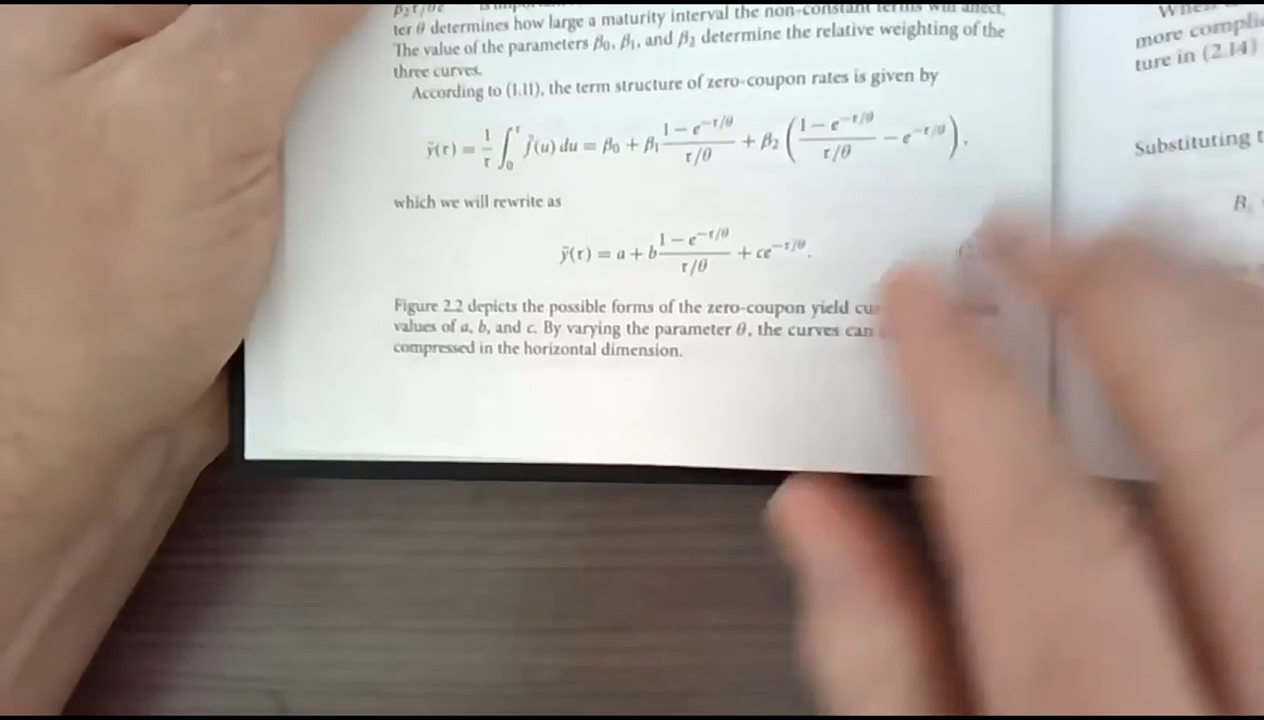 ter θ determines how large a maturity interval the non-constant terms will affect.
The value of the parameters β₀, β₁, and β₂ determine the relative weighting of the
three curves.
According to (1.11), the term structure of zero-coupon rates is given by
ȳ(τ) = 1/τ ∫₀^τ f̄(u) du = β₀ + β₁ (1 − e^{−τ/θ})/(τ/θ) + β₂ ((1 − e^{−τ/θ})/(τ/θ) − e^{−τ/θ}),
which we will rewrite as
ȳ(τ) = a + b (1 − e^{−τ/θ})/(τ/θ) + ce^{−τ/θ}.
Figure 2.2 depicts the possible forms of the zero-coupon yield
values of a, b, and c. By varying the parameter θ, the curves can
compressed in the horizontal dimension.
When
more
ture in (2.14)
Substituting